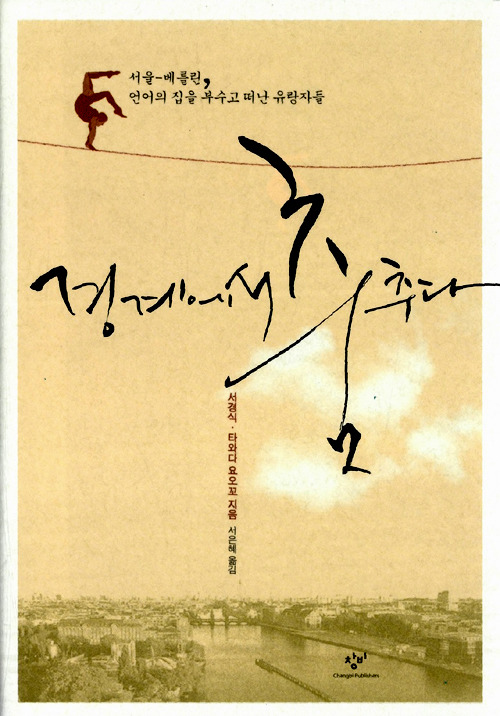 서울-베를린,
언어의 집을 부수고 떠난 유랑자들
경계에서 춤추다
서경식·타와다 요오꼬 지음
서은혜 옮김
창비
Changbi Publishers